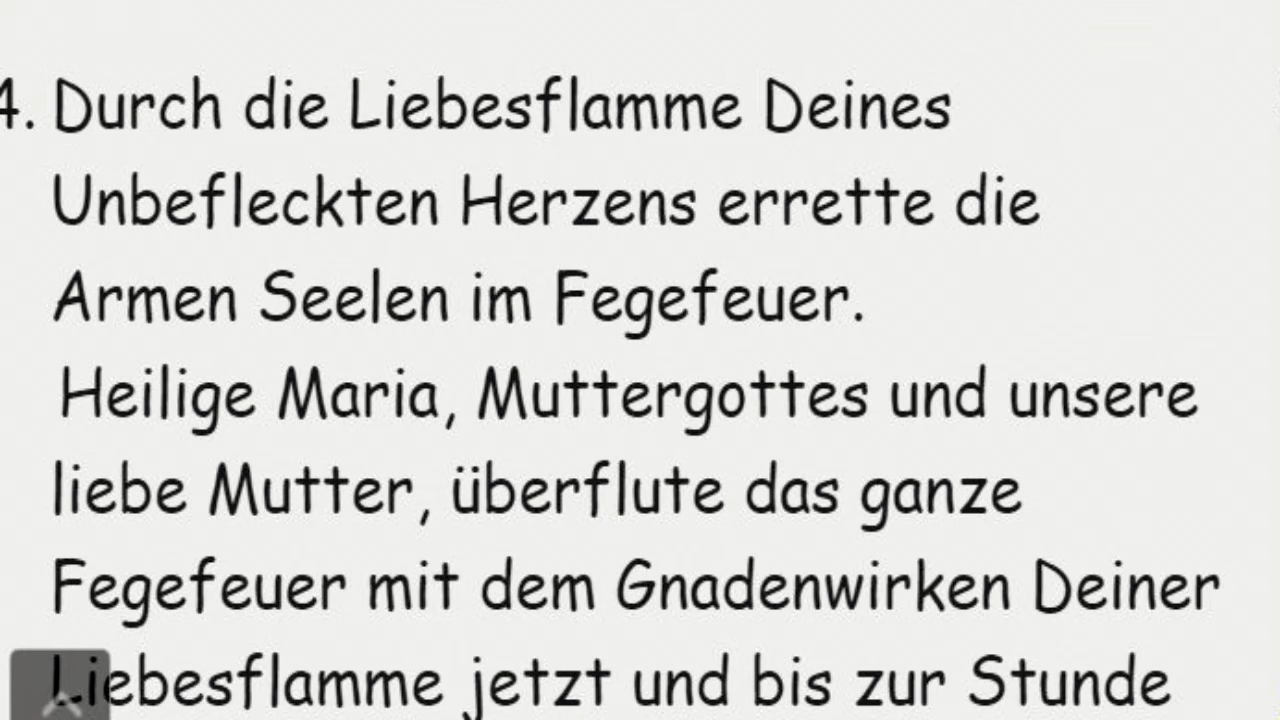 4. Durch die Liebesflamme Deines
Unbefleckten Herzens errette die
Armen Seelen im Fegefeuer.
Heilige Maria, Muttergottes und unsere
liebe Mutter, überflute das ganze
Fegefeuer mit dem Gnadenwirken Deiner
Liebesflamme jetzt und bis zur Stunde